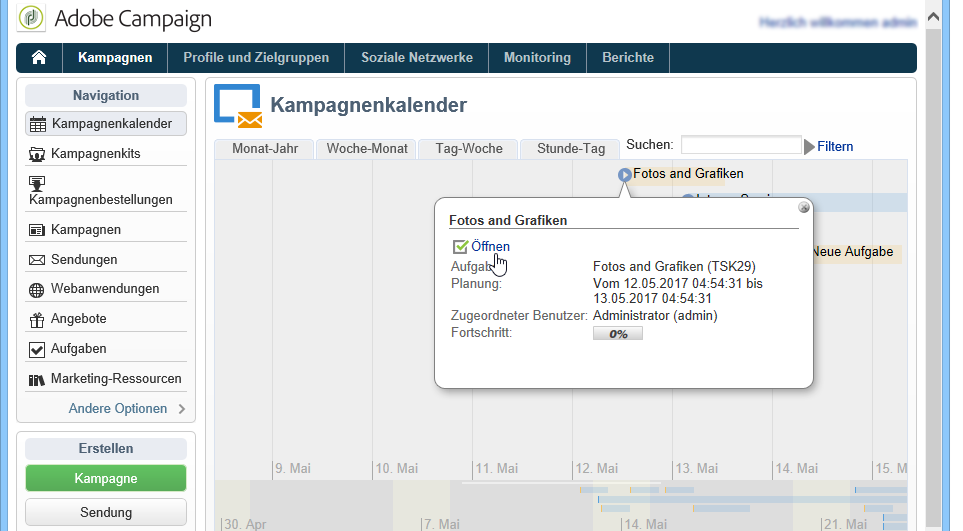 Adobe Campaign
Herzlich willkommen admin
Kampagnen
Profile und Zielgruppen
Soziale Netzwerke
Monitoring
Berichte
Navigation
Kampagnenkalender
Kampagnenkits
Kampagnenbestellungen
Kampagnen
Sendungen
Webanwendungen
Angebote
Aufgaben
Marketing-Ressourcen
Andere Optionen
Erstellen
Kampagne
Sendung
Kampagnenkalender
Monat-Jahr
Woche-Monat
Tag-Woche
Stunde-Tag
Suchen:
Filtern
Fotos and Grafiken
Neue Aufgabe
Fotos and Grafiken
Öffnen
Fotos and Grafiken (TSK29)
Planung:
Vom 12.05.2017 04:54:31 bis
13.05.2017 04:54:31
Zugeordneter Benutzer: Administrator (admin)
Fortschritt:
0%
9. Mai
10. Mai
11. Mai
12. Mai
13. Mai
14. Mai
15. M
30. Apr
7. Mai
14. Mai
21. Mai